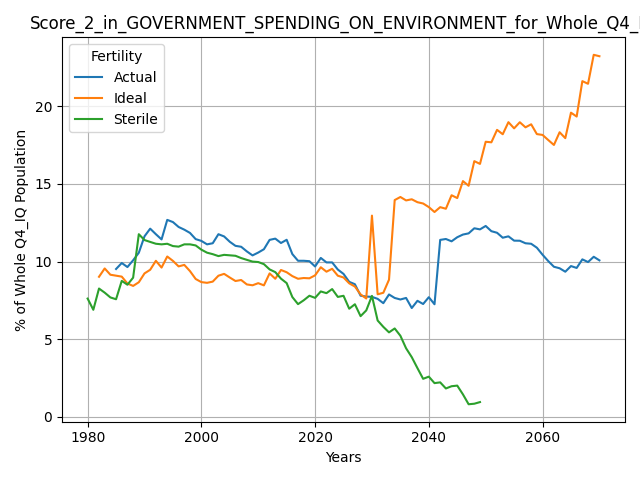 Score_2_in_GOVERNMENT_SPENDING_ON_ENVIRONMENT_for_Whole_Q4_
Fertility
Actual
Ideal
Sterile
% of Whole Q4_IQ Population
20
15
10
5
0
1980
2000
2020
2040
2060
Years